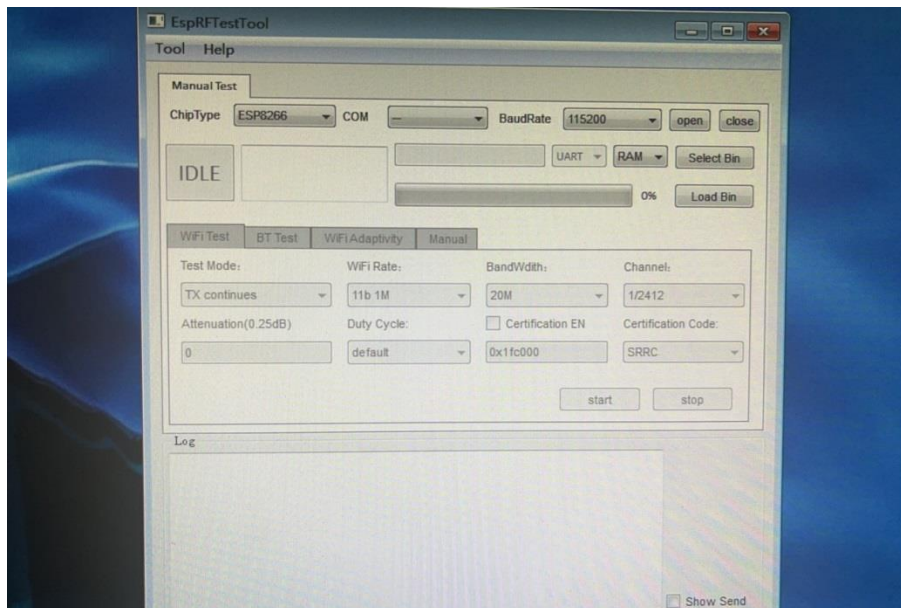 EspRFTestTool
Tool Help
Manual Test
ChipType ESP8266 COM --- BaudRate 115200 open close
IDLE UART RAM Select Bin
0% Load Bin
WiFi Test BT Test WiFi Adaptivity Manual
Test Mode: WiFi Rate: BandWdith: Channel:
TX continues 11b 1M 20M 1/2412
Attenuation(0.25dB) Duty Cycle: Certification EN Certification Code:
0 default 0x1fc000 SRRC
start stop
Log
Show Send